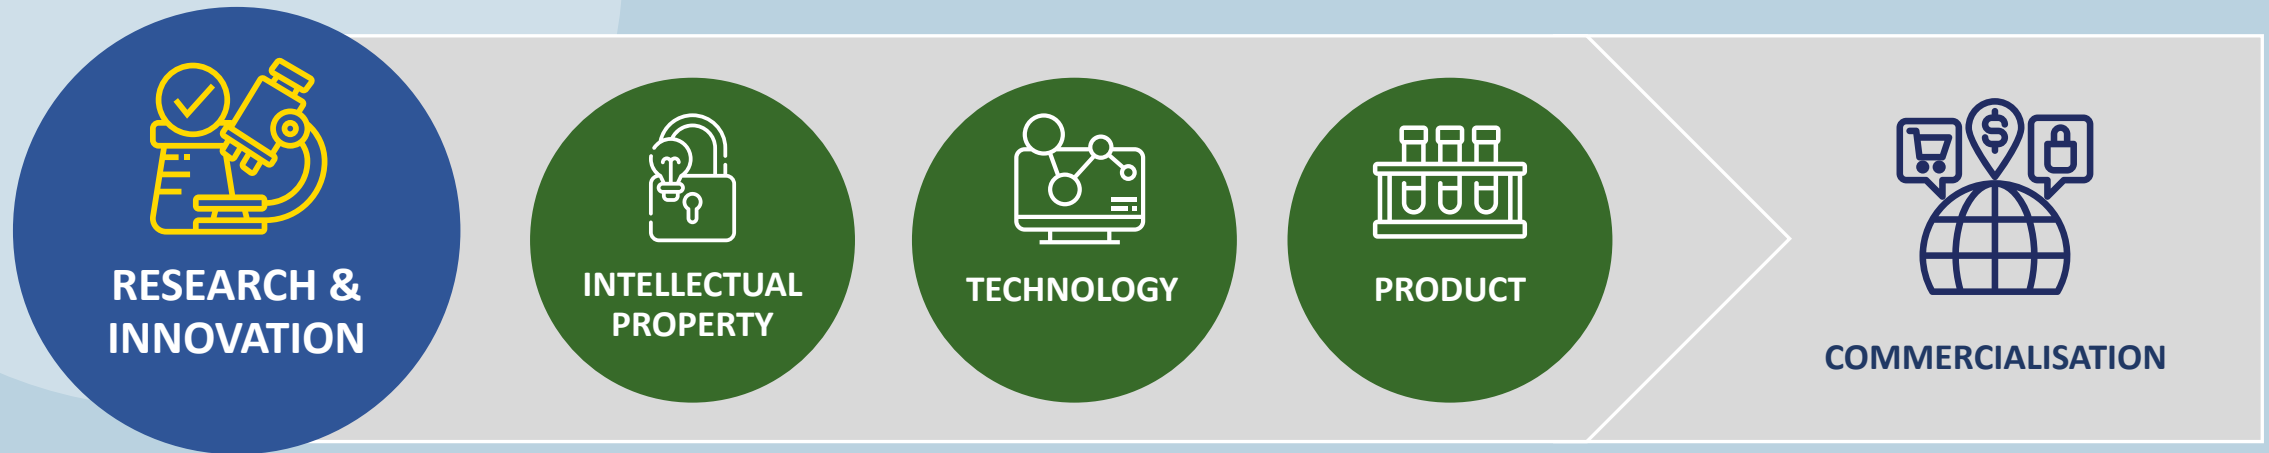 RESEARCH &
INNOVATION
INTELLECTUAL
PROPERTY
TECHNOLOGY
PRODUCT
$
COMMERCIALISATION